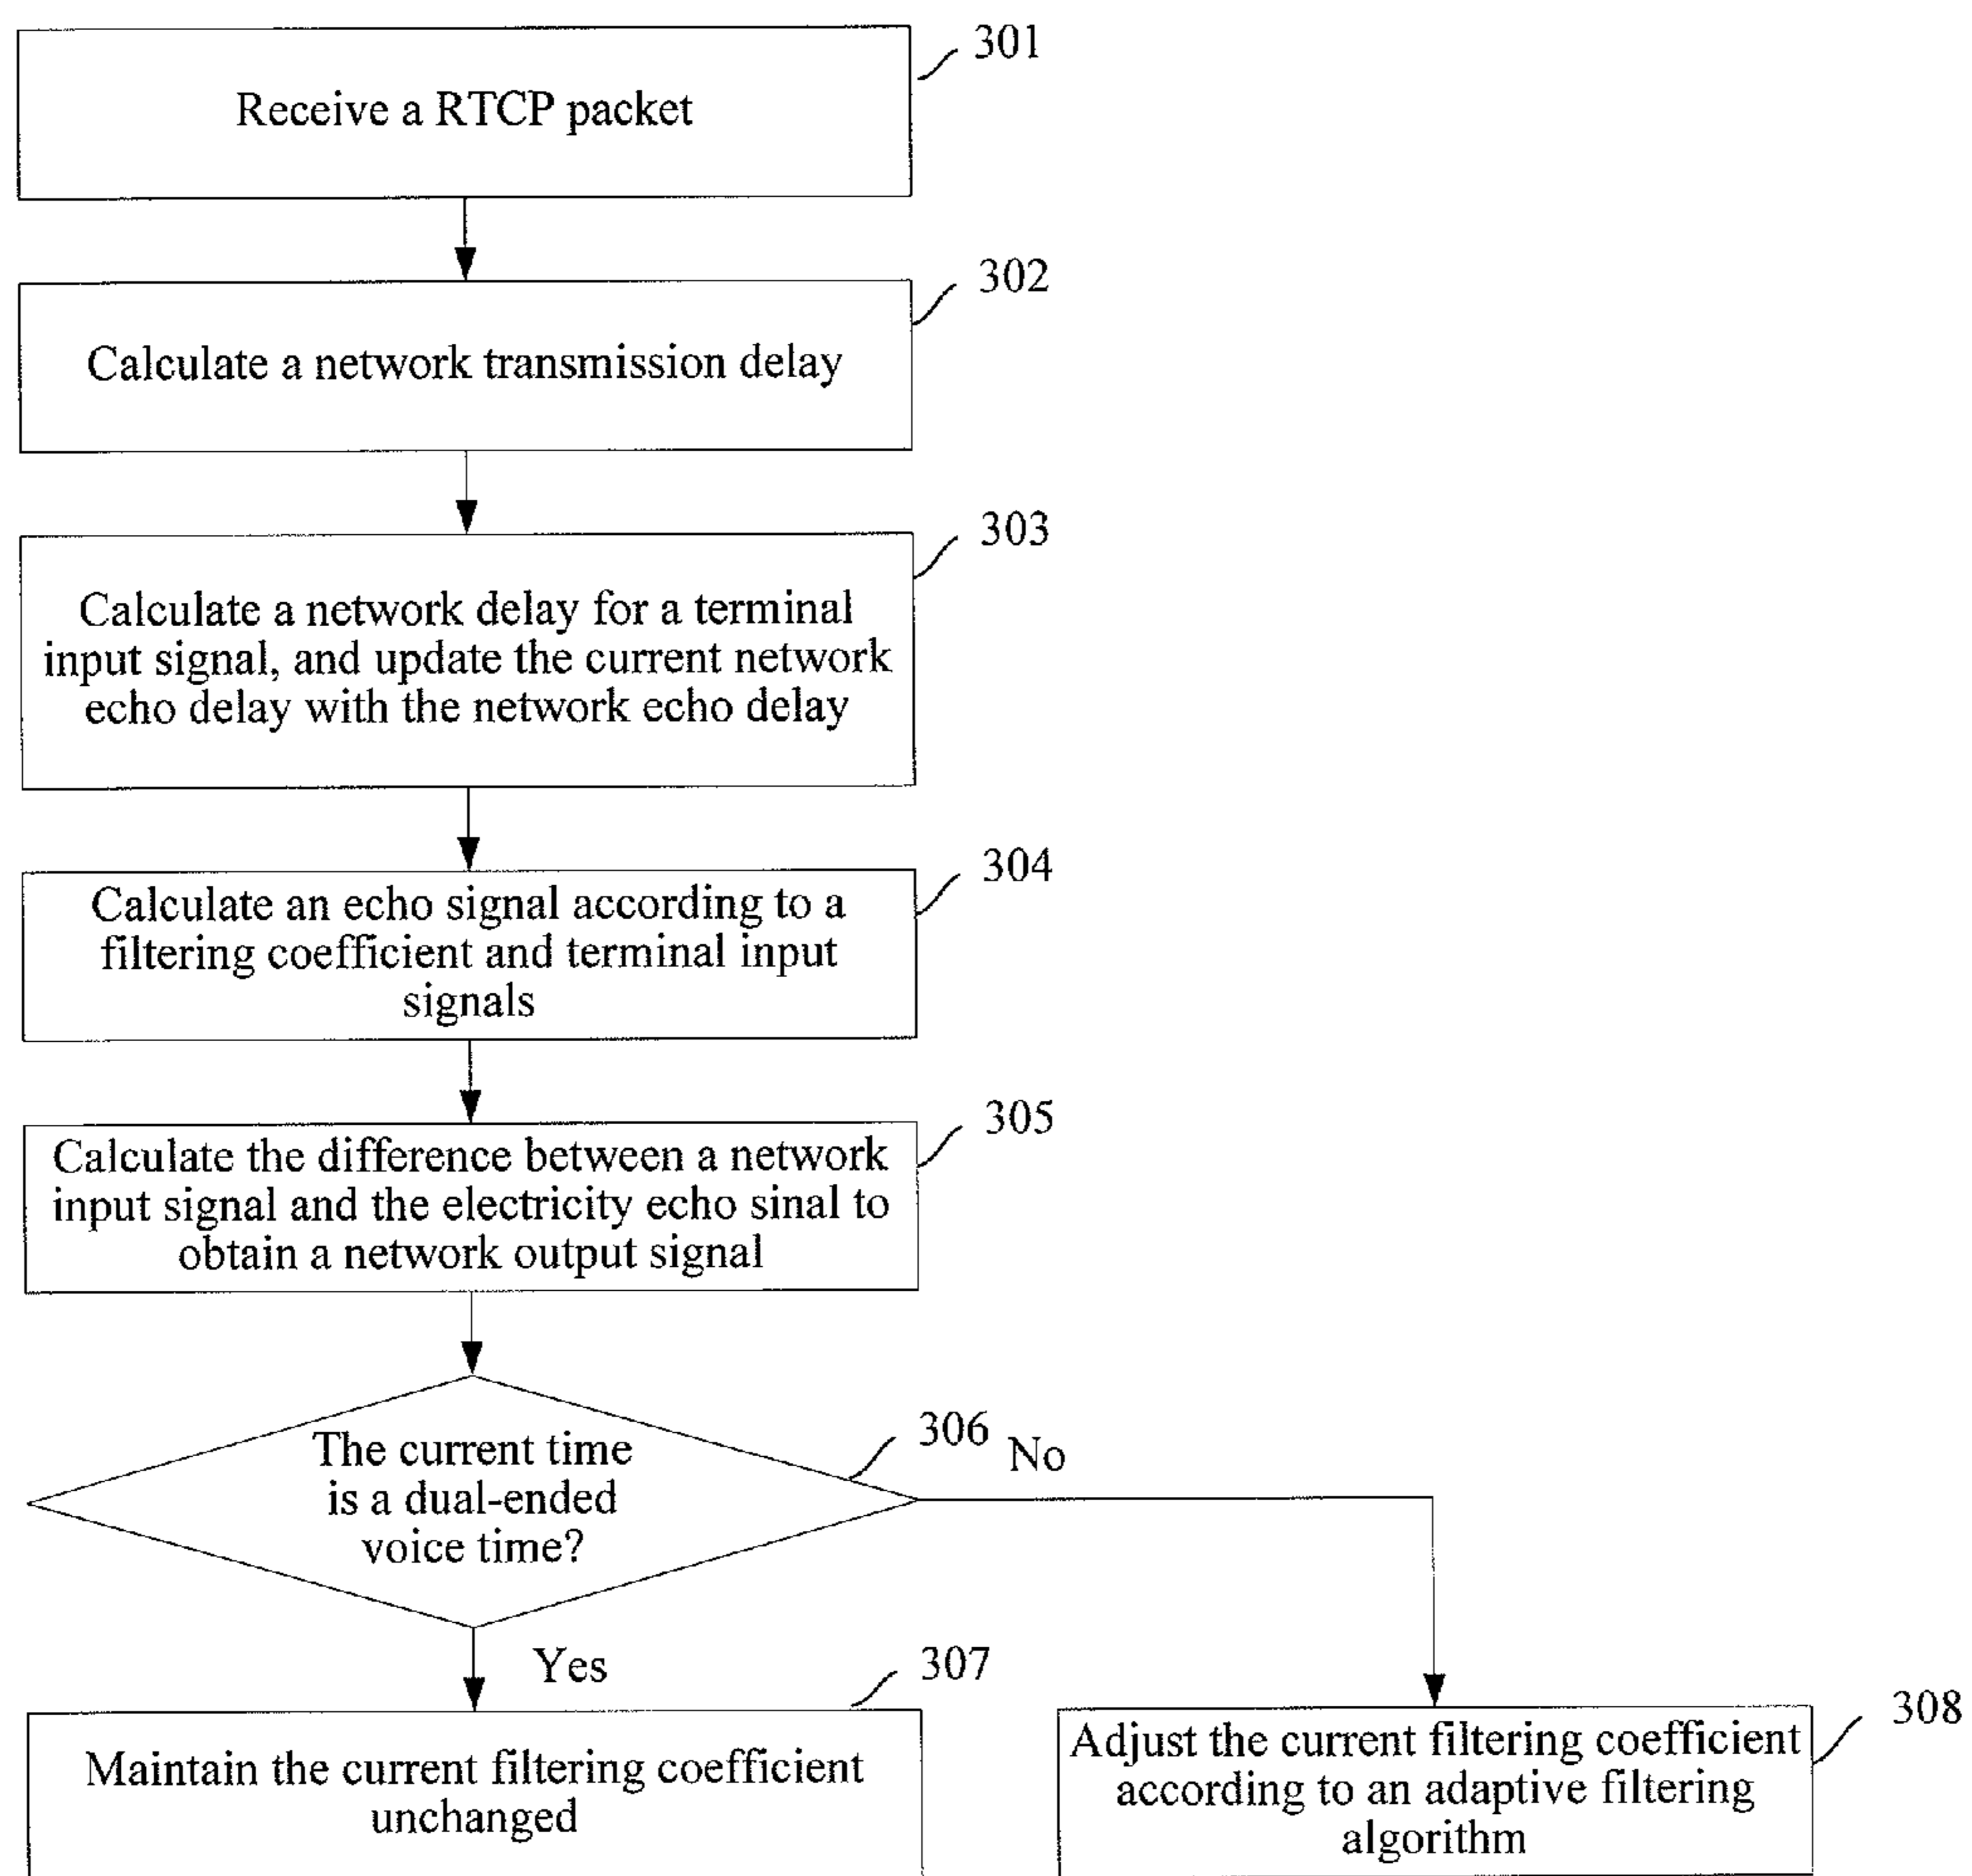 301
Receive a RTCP packet
302
Calculate a network transmission delay
303
Calculate a network delay for a terminal
input signal, and update the current network
echo delay with the network echo delay
304
Calculate an echo signal according to a
filtering coefficient and terminal input
signals
305
Calculate the difference between a network
input signal and the electricity echo sinal to
obtain a network output signal
306
No
The current time
is a dual-ended
voice time?
Yes
307
Maintain the current filtering coefficient
unchanged
308
Adjust the current filtering coefficient
according to an adaptive filtering
algorithm